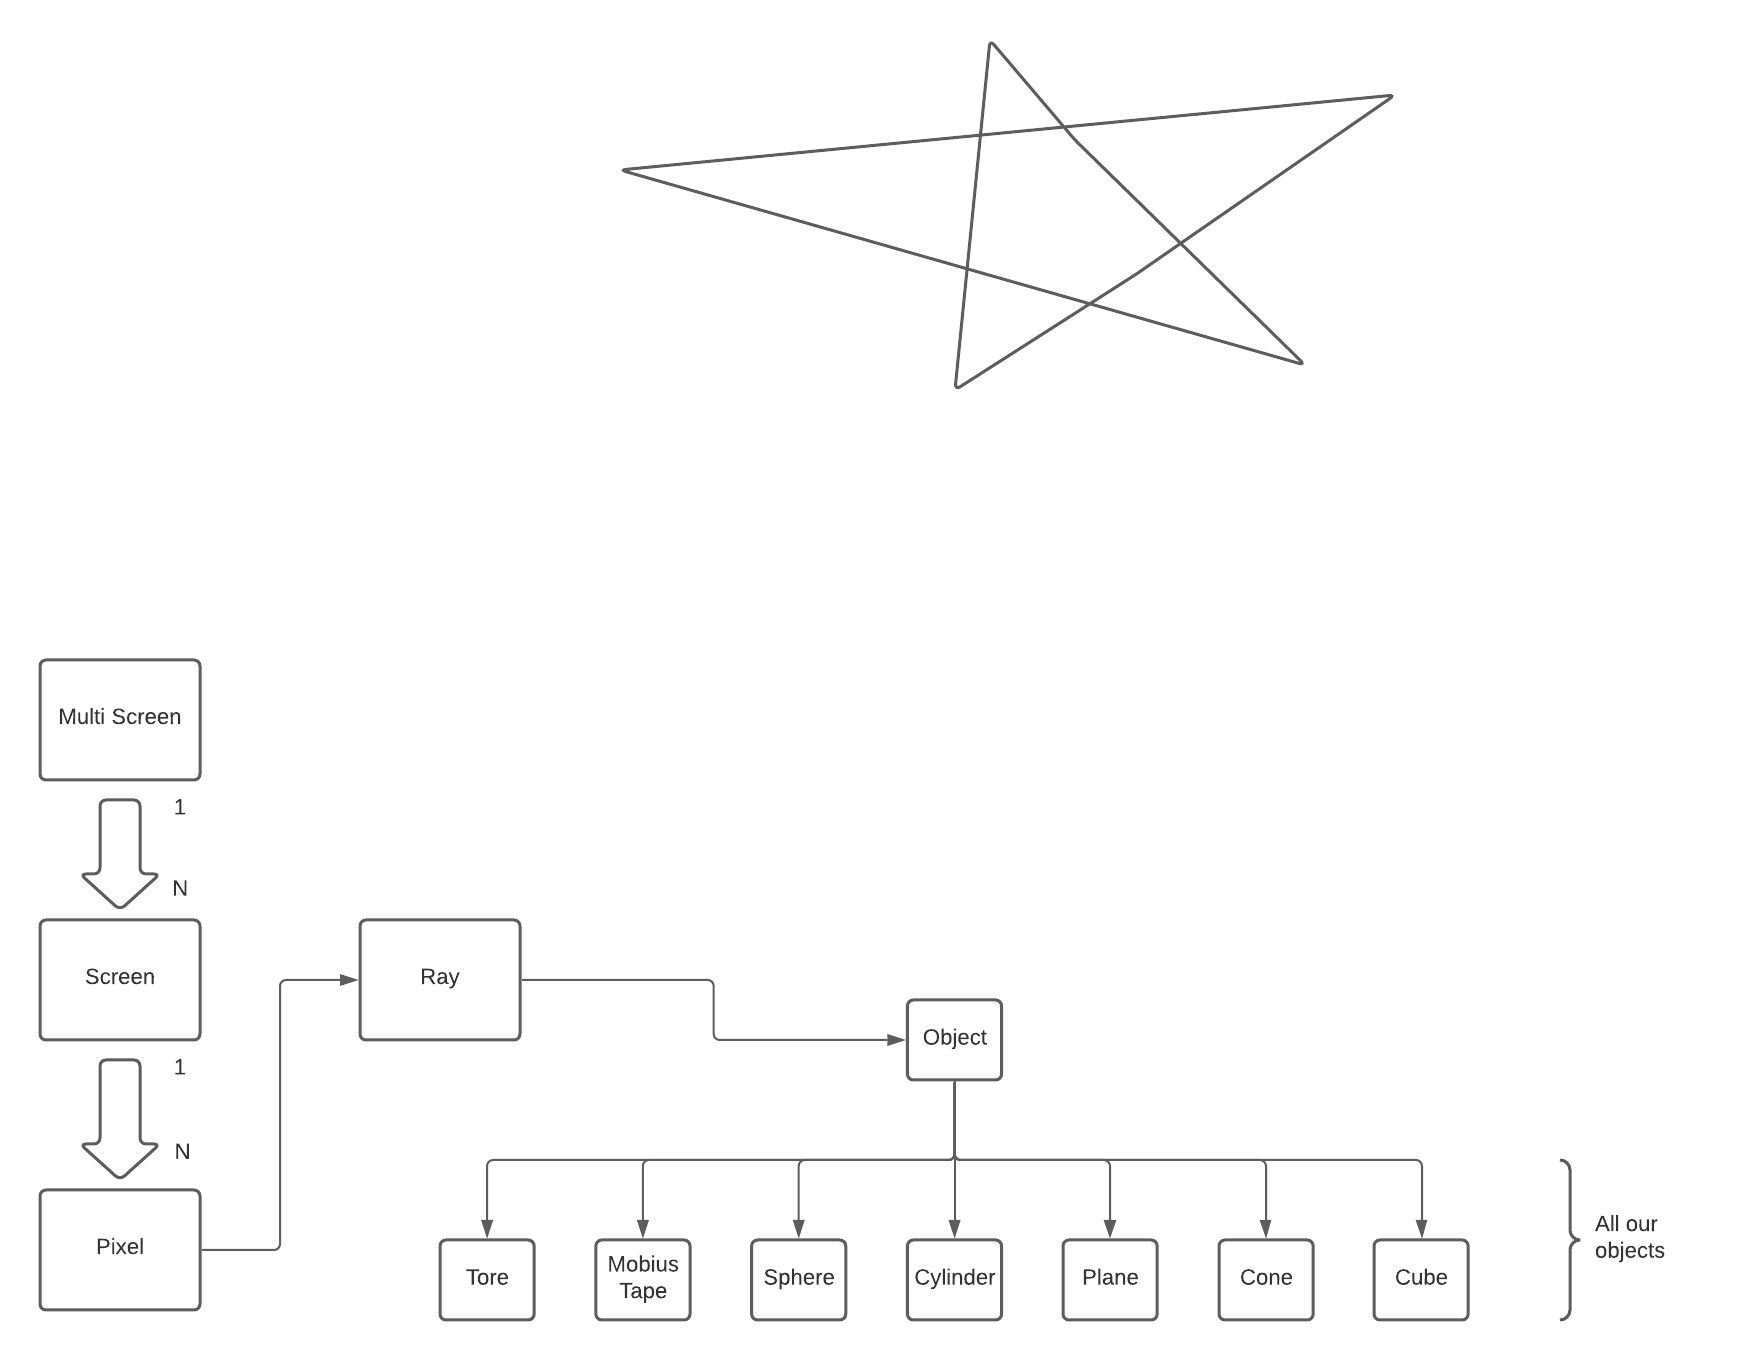 Multi Screen
1
N
Screen
1
N
Pixel
Ray
Object
Tore
Mobius
Tape
Sphere
Cylinder
Plane
Cone
Cube
All our
objects